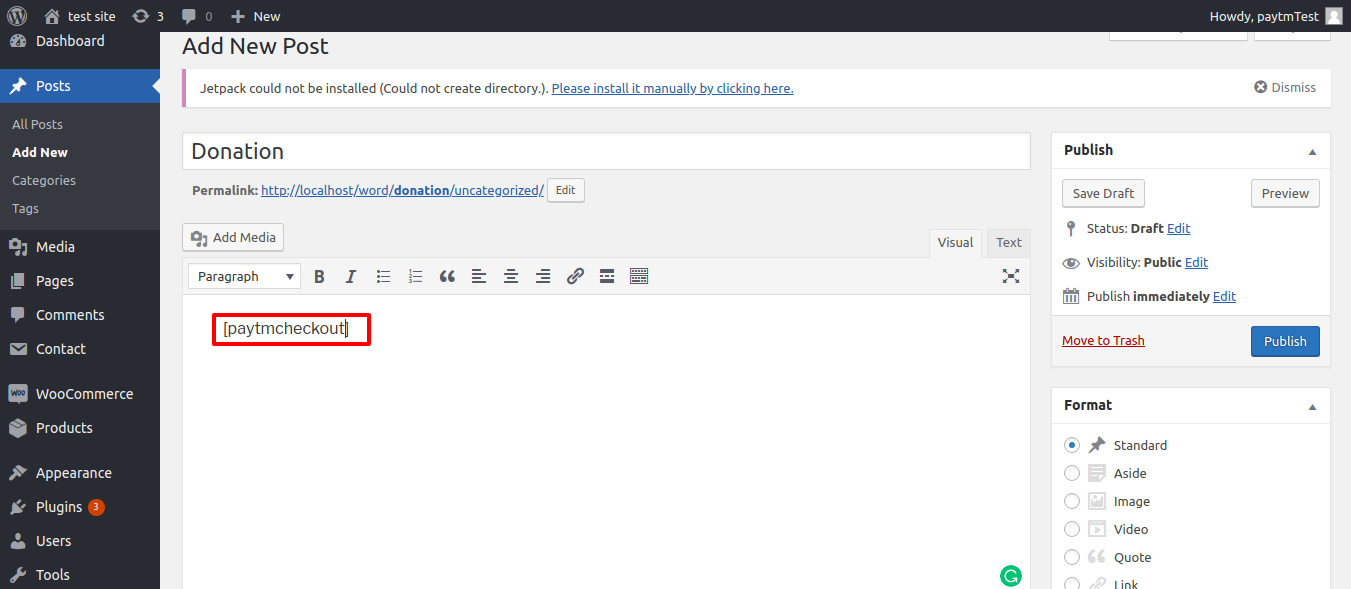 test site 3 0 New Howdy, paytmTest
Dashboard
Posts
All Posts
Add New
Categories
Tags
Media
Pages
Comments
Contact
WooCommerce
Products
Appearance
Plugins 3
Users
Tools
Add New Post
Jetpack could not be installed (Could not create directory.). Please install it manually by clicking here. Dismiss
Donation
Permalink: http://localhost/word/donation/uncategorized/ Edit
Add Media
Visual Text
Paragraph B I
[paytmcheckout]
Publish
Save Draft Preview
Status: Draft Edit
Visibility: Public Edit
Publish immediately Edit
Move to Trash Publish
Format
Standard
Aside
Image
Video
Quote
Link